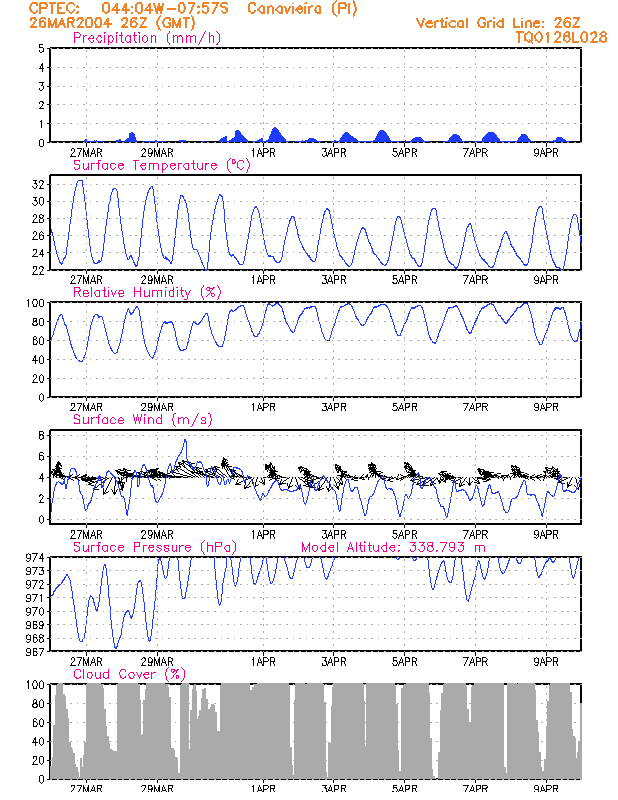 CPTEC: 044:04W-07:57S Canavieira (PI)
26MAR2004 26Z (GMT) Vertical Grid Line: 26Z
Precipitation (mm/h) TQ0126L028
5
4
3
2
1
0
27MAR 29MAR 1APR 3APR 5APR 7APR 9APR
Surface Temperature (ºC)
32
30
28
26
24
22
27MAR 29MAR 1APR 3APR 5APR 7APR 9APR
Relative Humidity (%)
100
80
60
40
20
0
27MAR 29MAR 1APR 3APR 5APR 7APR 9APR
Surface Wind (m/s)
8
6
4
2
0
27MAR 29MAR 1APR 3APR 5APR 7APR 9APR
Surface Pressure (hPa) Model Altitude: 338.793 m
974
973
972
971
970
969
968
967
27MAR 29MAR 1APR 3APR 5APR 7APR 9APR
Cloud Cover (%)
100
80
60
40
20
0
27MAR 29MAR 1APR 3APR 5APR 7APR 9APR